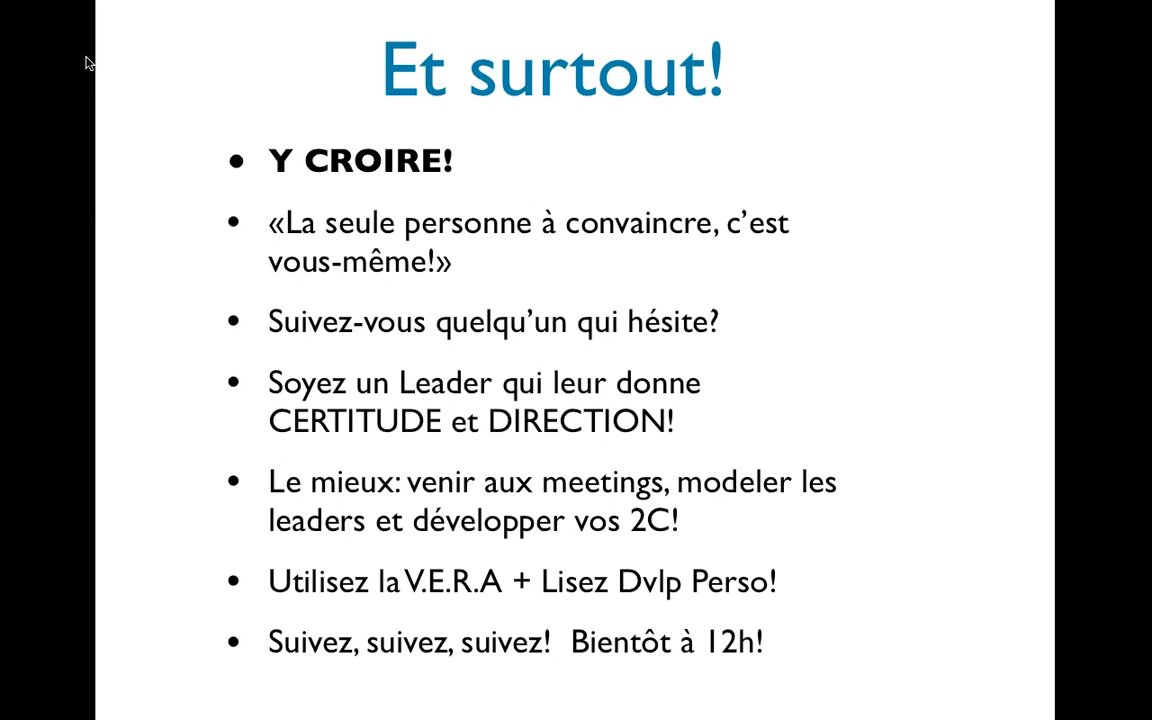 Et surtout!
• Y CROIRE!
• «La seule personne à convaincre, c’est
vous-même!»
• Suivez-vous quelqu’un qui hésite?
• Soyez un Leader qui leur donne
CERTITUDE et DIRECTION!
• Le mieux: venir aux meetings, modeler les
leaders et développer vos 2C!
• Utilisez la V.E.R.A + Lisez Dvlp Perso!
• Suivez, suivez, suivez! Bientôt à 12h!